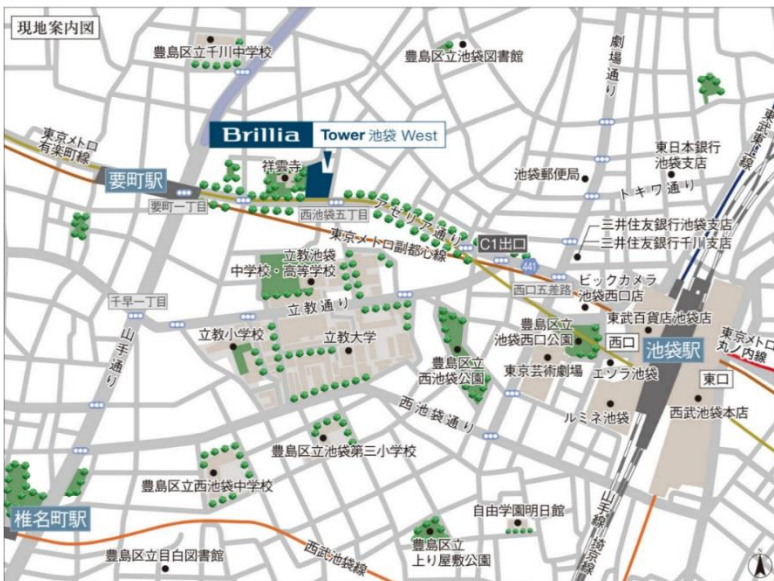 現地案内図
豊島区立千川中学校
豊島区立池袋図書館
劇場通り
東武東上線
東京メトロ
有楽町線
要町駅
Brillia Tower 池袋 West
祥雲寺
要町一丁目
西池袋五丁目
アゼリア通り
池袋郵便局
東日本銀行
池袋支店
トキワ通り
三井住友銀行池袋支店
三井住友銀行千川支店
C1出口
東京メトロ副都心線
441
西口五差路
立教池袋
中学校・高等学校
ビックカメラ
池袋西口店
千早一丁目
立教通り
山手通り
立教小学校
立教大学
豊島区立
西池袋公園
豊島区立
池袋西口公園
東京芸術劇場
東武百貨店池袋店
西口
池袋駅
東京メトロ
丸ノ内線
エソラ池袋
東口
ルミネ池袋
西武池袋本店
西池袋通り
豊島区立池袋第三小学校
豊島区立西池袋中学校
椎名町駅
自由学園明日館
豊島区立
上り屋敷公園
山手線・埼京線
豊島区立目白図書館
西武池袋線